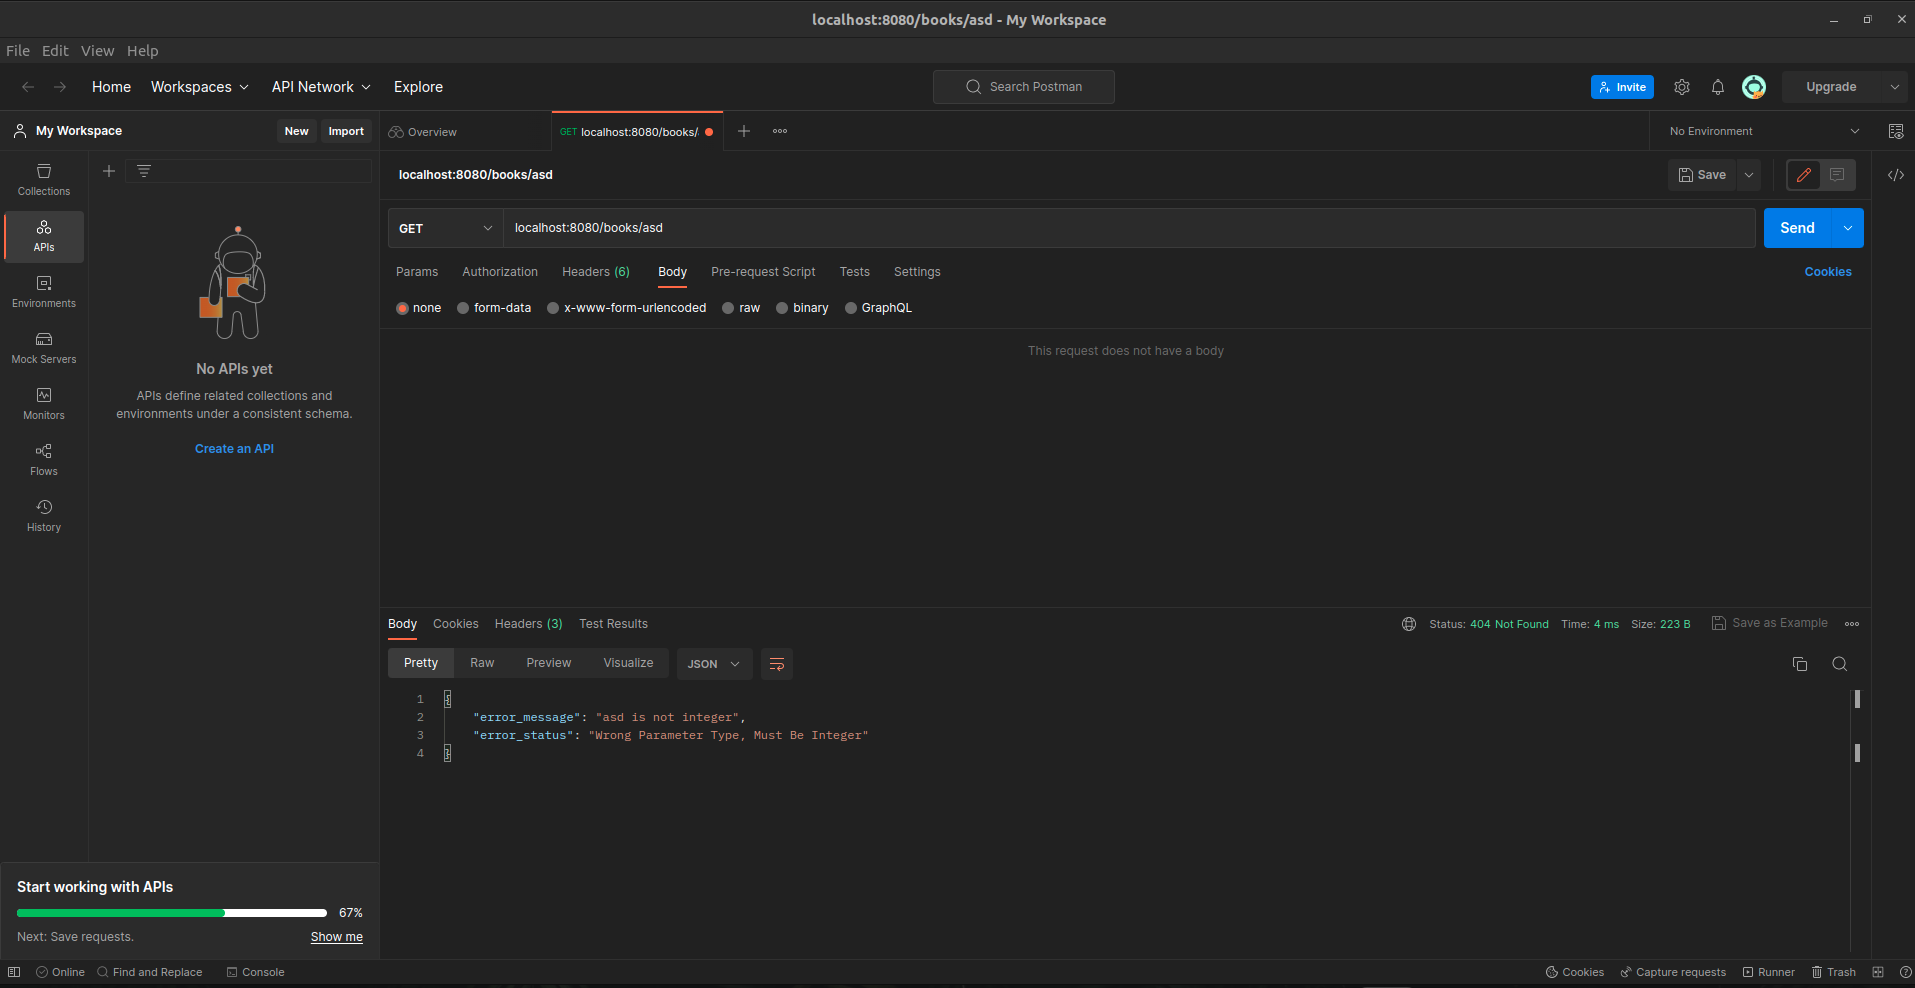 localhost:8080/books/asd - My Workspace
File Edit View Help
Home Workspaces API Network Explore
Search Postman
Invite
Upgrade
My Workspace
New Import
Overview
GET localhost:8080/books/
No Environment
Collections
APIs
Environments
Mock Servers
Monitors
Flows
History
No APIs yet
APIs define related collections and
environments under a consistent schema.
Create an API
localhost:8080/books/asd
Save
GET localhost:8080/books/asd
Send
Params Authorization Headers (6) Body Pre-request Script Tests Settings
Cookies
none form-data x-www-form-urlencoded raw binary GraphQL
This request does not have a body
Body Cookies Headers (3) Test Results
Status: 404 Not Found Time: 4 ms Size: 223 B Save as Example
Pretty Raw Preview Visualize JSON
1 {
2 "error_message": "asd is not integer",
3 "error_status": "Wrong Parameter Type, Must Be Integer"
4 }
Start working with APIs
67%
Next: Save requests. Show me
Online Find and Replace Console
Cookies Capture requests Runner Trash